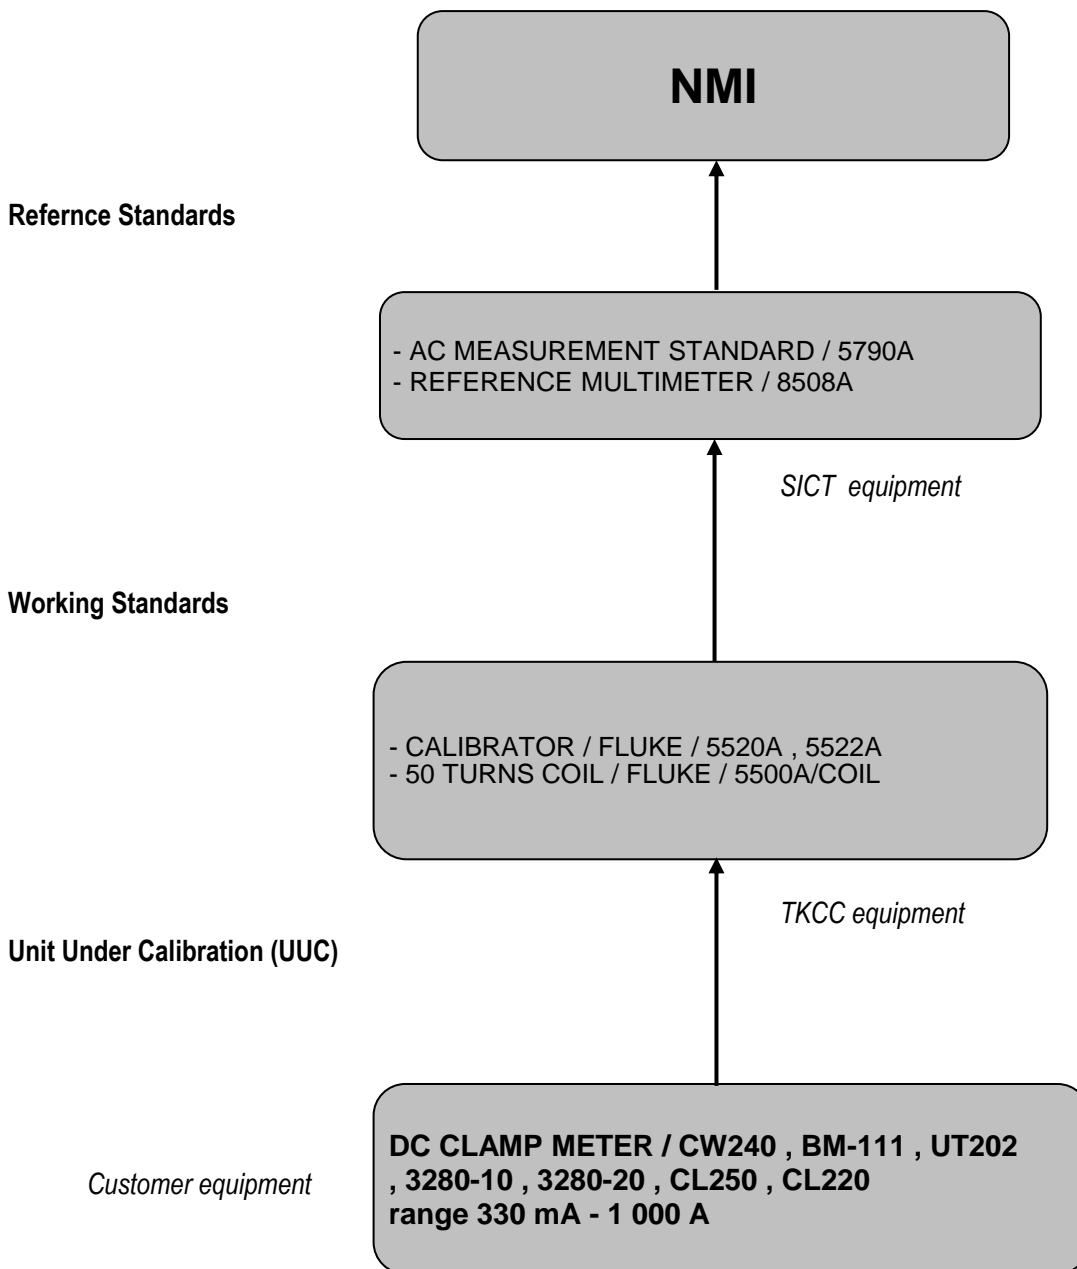 NMI
Refernce Standards
- AC MEASUREMENT STANDARD / 5790A
- REFERENCE MULTIMETER / 8508A
SICT equipment
Working Standards
- CALIBRATOR / FLUKE / 5520A , 5522A
- 50 TURNS COIL / FLUKE / 5500A/COIL
TKCC equipment
Unit Under Calibration (UUC)
DC CLAMP METER / CW240 , BM-111 , UT202
, 3280-10 , 3280-20 , CL250 , CL220
range 330 mA - 1 000 A
Customer equipment